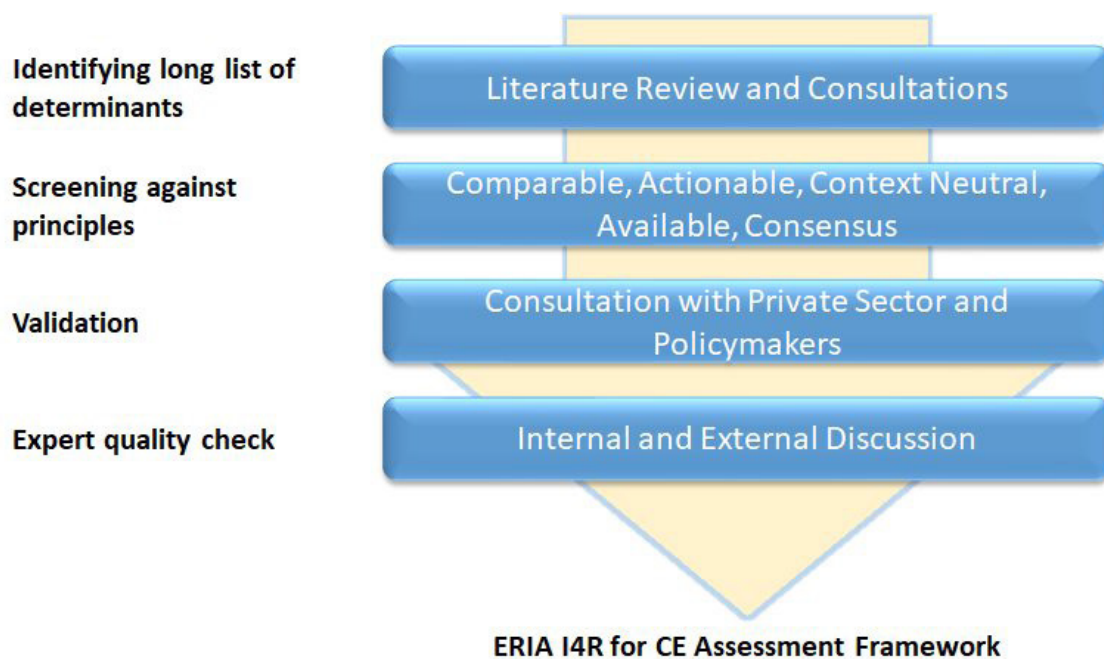 Identifying long list of
determinants
Literature Review and Consultations
Screening against
principles
Comparable, Actionable, Context Neutral,
Available, Consensus
Validation
Consultation with Private Sector and
Policymakers
Expert quality check
Internal and External Discussion
ERIA I4R for CE Assessment Framework